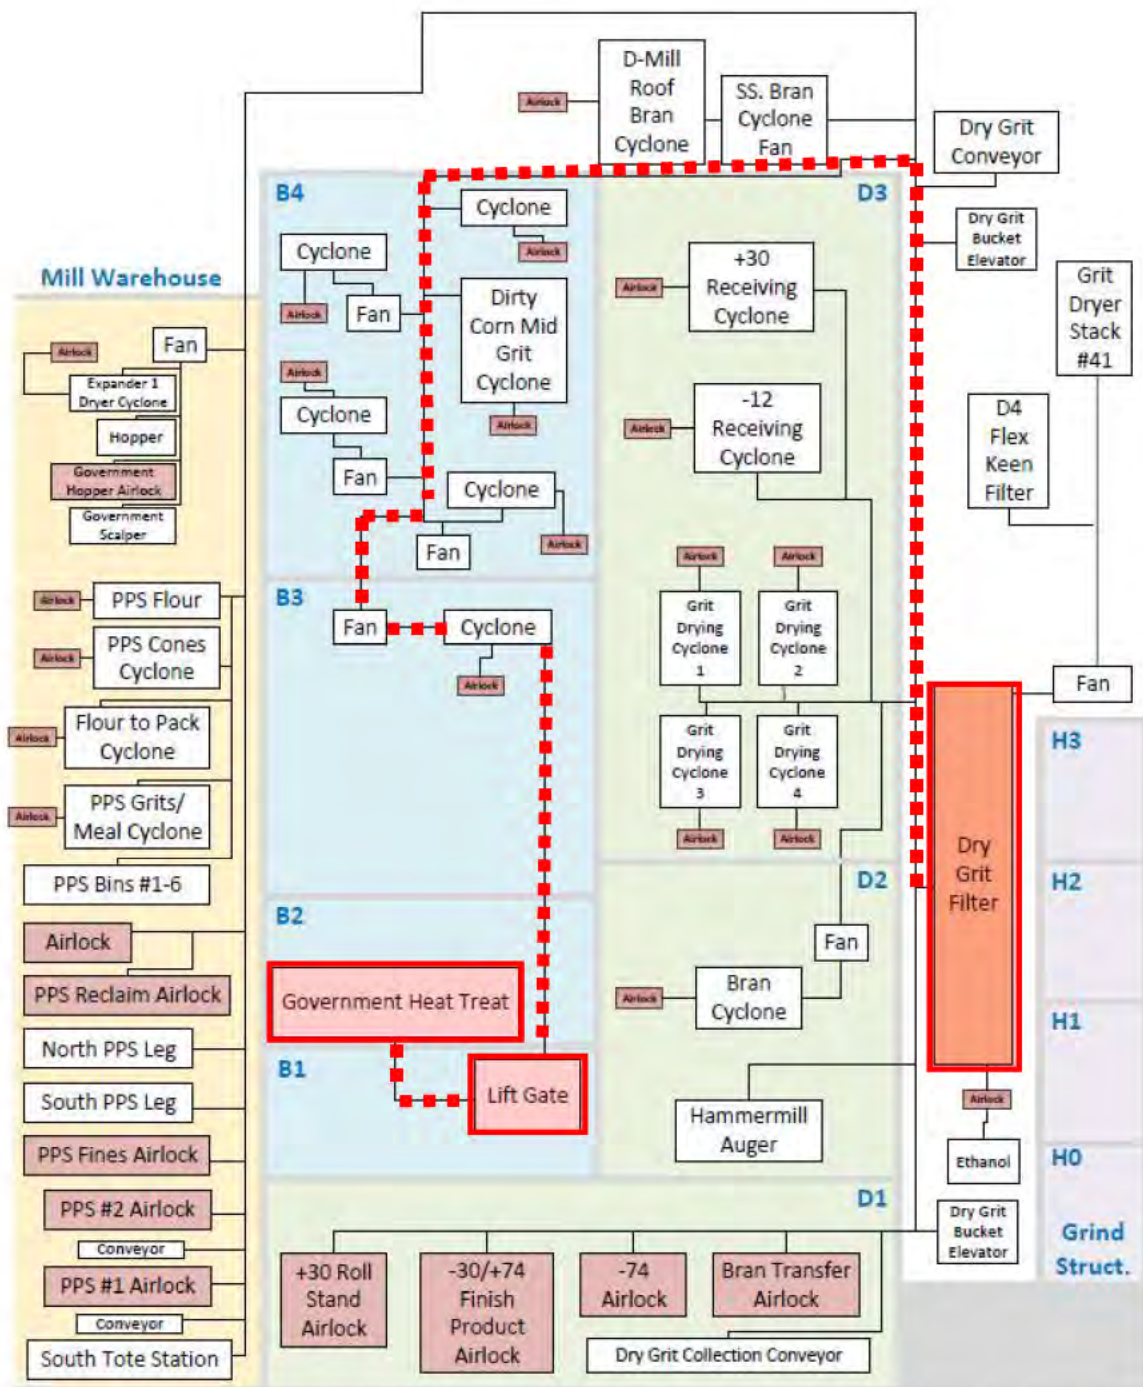 D-Mill
Roof
Bran
Cyclone
Airlock
SS. Bran
Cyclone
Fan
Dry Grit
Conveyor
Dry Grit
Bucket
Elevator
Grit
Dryer
Stack
#41
D4
Flex
Keen
Filter
Fan
Mill Warehouse
Airlock
Fan
Expander 1
Dryer Cyclone
Hopper
Government
Hopper Airlock
Government
Scalper
Airlock
PPS Flour
Airlock
PPS Cones
Cyclone
Airlock
Flour to Pack
Cyclone
Airlock
PPS Grits/
Meal Cyclone
PPS Bins #1-6
Airlock
PPS Reclaim Airlock
North PPS Leg
South PPS Leg
PPS Fines Airlock
PPS #2 Airlock
Conveyor
PPS #1 Airlock
Conveyor
South Tote Station
B4
Cyclone
Airlock
Cyclone
Airlock
Fan
Dirty
Corn Mid
Grit
Cyclone
Airlock
Airlock
Cyclone
Fan
Cyclone
Airlock
Fan
B3
Fan
Cyclone
Airlock
B2
Government Heat Treat
B1
Lift Gate
D3
Airlock
+30
Receiving
Cyclone
Airlock
-12
Receiving
Cyclone
Airlock
Airlock
Grit
Drying
Cyclone
1
Grit
Drying
Cyclone
2
Grit
Drying
Cyclone
3
Grit
Drying
Cyclone
4
Airlock
Airlock
D2
Fan
Airlock
Bran
Cyclone
Hammermill
Auger
D1
+30 Roll
Stand
Airlock
-30/+74
Finish
Product
Airlock
-74
Airlock
Bran Transfer
Airlock
Dry Grit Collection Conveyor
Dry
Grit
Filter
Airlock
Ethanol
Dry Grit
Bucket
Elevator
H3
H2
H1
H0
Grind
Struct.